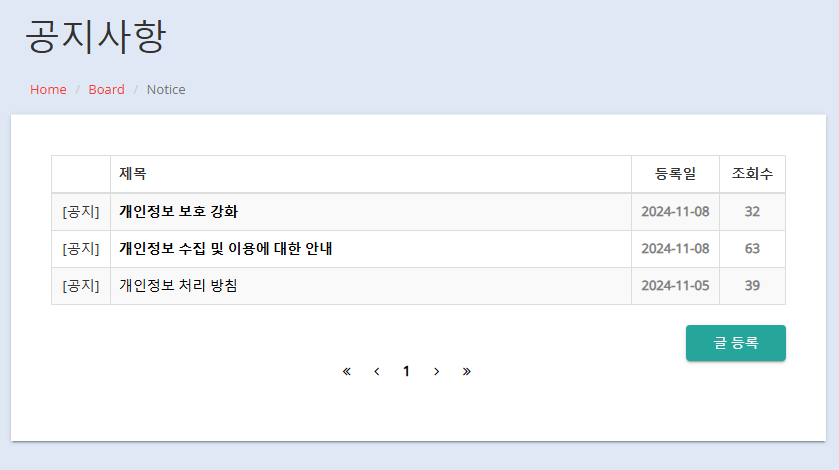 공지사항
Home / Board / Notice
제목 등록일 조회수
[공지] 개인정보 보호 강화 2024-11-08 32
[공지] 개인정보 수집 및 이용에 대한 안내 2024-11-08 63
[공지] 개인정보 처리 방침 2024-11-05 39
글 등록
« ‹ 1 › »